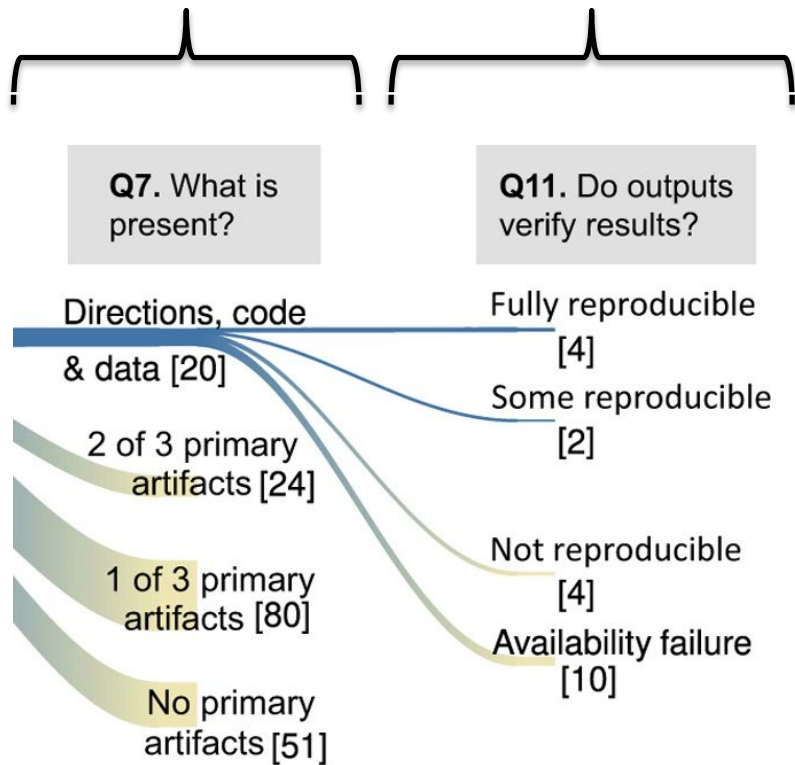 Q7. What is
present?
Q11. Do outputs
verify results?
Directions, code
& data [20]
2 of 3 primary
artifacts [24]
1 of 3 primary
artifacts [80]
No primary
artifacts [51]
Fully reproducible
[4]
Some reproducible
[2]
Not reproducible
[4]
Availability failure
[10]